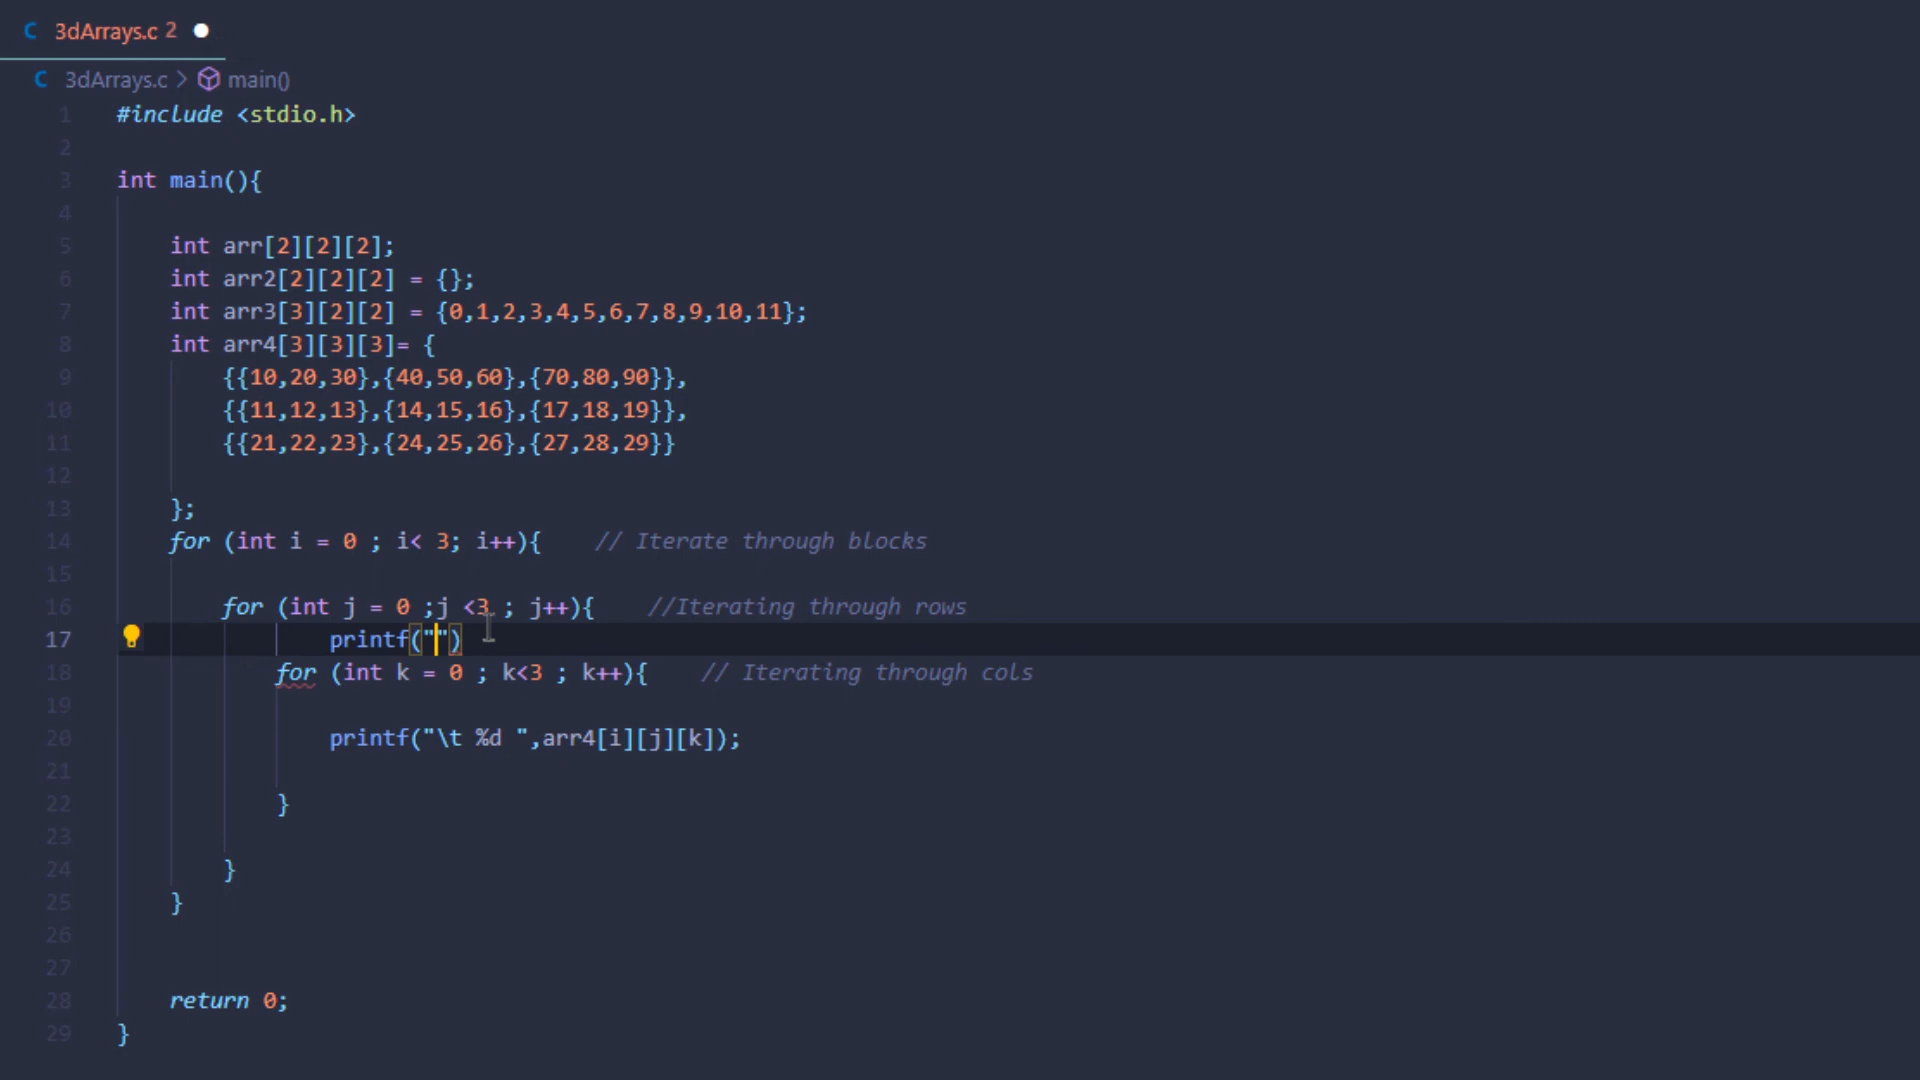 3dArrays.c 2
3dArrays.c > main()
1 #include <stdio.h>
2
3 int main(){
4
5 int arr[2][2][2];
6 int arr2[2][2][2] = {};
7 int arr3[3][2][2] = {0,1,2,3,4,5,6,7,8,9,10,11};
8 int arr4[3][3][3]= {
9 {{10,20,30},{40,50,60},{70,80,90}},
10 {{11,12,13},{14,15,16},{17,18,19}},
11 {{21,22,23},{24,25,26},{27,28,29}}
12
13 };
14 for (int i = 0 ; i< 3; i++){    // Iterate through blocks
15
16 for (int j = 0 ;j <3 ; j++){    //Iterating through rows
17 printf("")
18 for (int k = 0 ; k<3 ; k++){    // Iterating through cols
19
20 printf("\t %d ",arr4[i][j][k]);
21
22 }
23
24 }
25 }
26
27
28 return 0;
29 }